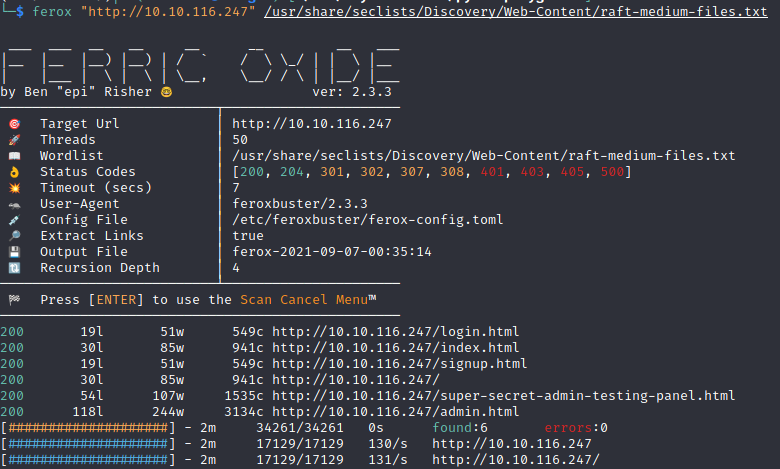 └─$ ferox "http://10.10.116.247" /usr/share/seclists/Discovery/Web-Content/raft-medium-files.txt
FERRIC OXIDE
by Ben "epi" Risher 🤓 ver: 2.3.3
🎯 Target Url │ http://10.10.116.247
🚀 Threads │ 50
📖 Wordlist │ /usr/share/seclists/Discovery/Web-Content/raft-medium-files.txt
👌 Status Codes │ [200, 204, 301, 302, 307, 308, 401, 403, 405, 500]
💥 Timeout (secs) │ 7
🦡 User-Agent │ feroxbuster/2.3.3
💉 Config File │ /etc/feroxbuster/ferox-config.toml
🔎 Extract Links │ true
💾 Output File │ ferox-2021-09-07-00:35:14
🔃 Recursion Depth │ 4
🏁 Press [ENTER] to use the Scan Cancel Menu™
200 19l 51w 549c http://10.10.116.247/login.html
200 30l 85w 941c http://10.10.116.247/index.html
200 19l 51w 549c http://10.10.116.247/signup.html
200 30l 85w 941c http://10.10.116.247/
200 54l 107w 1535c http://10.10.116.247/super-secret-admin-testing-panel.html
200 118l 244w 3134c http://10.10.116.247/admin.html
[####################] - 2m 34261/34261 0s found:6 errors:0
[####################] - 2m 17129/17129 130/s http://10.10.116.247
[####################] - 2m 17129/17129 131/s http://10.10.116.247/